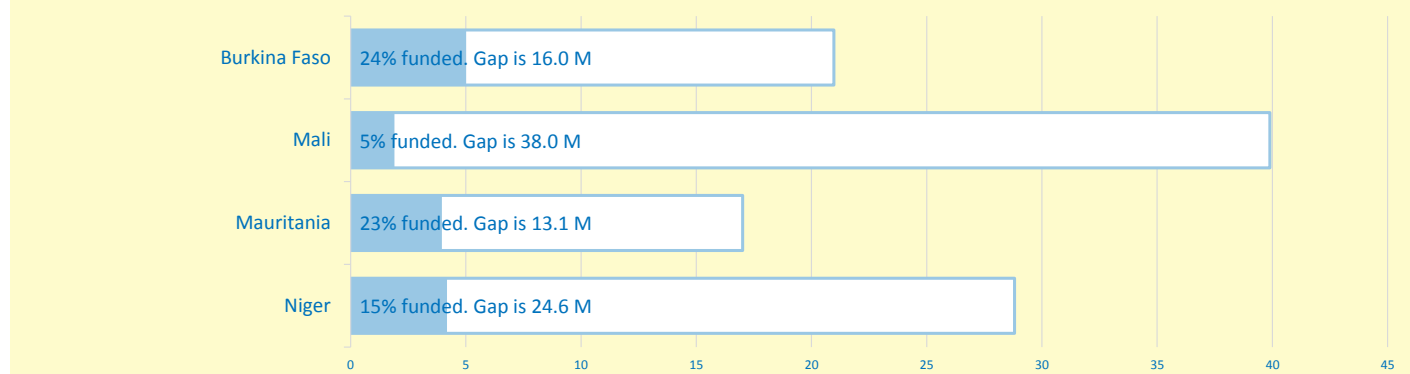 Burkina Faso
24% funded. Gap is 16.0 M
Mali
5% funded. Gap is 38.0 M
Mauritania
23% funded. Gap is 13.1 M
Niger
15% funded. Gap is 24.6 M
0 5 10 15 20 25 30 35 40 45